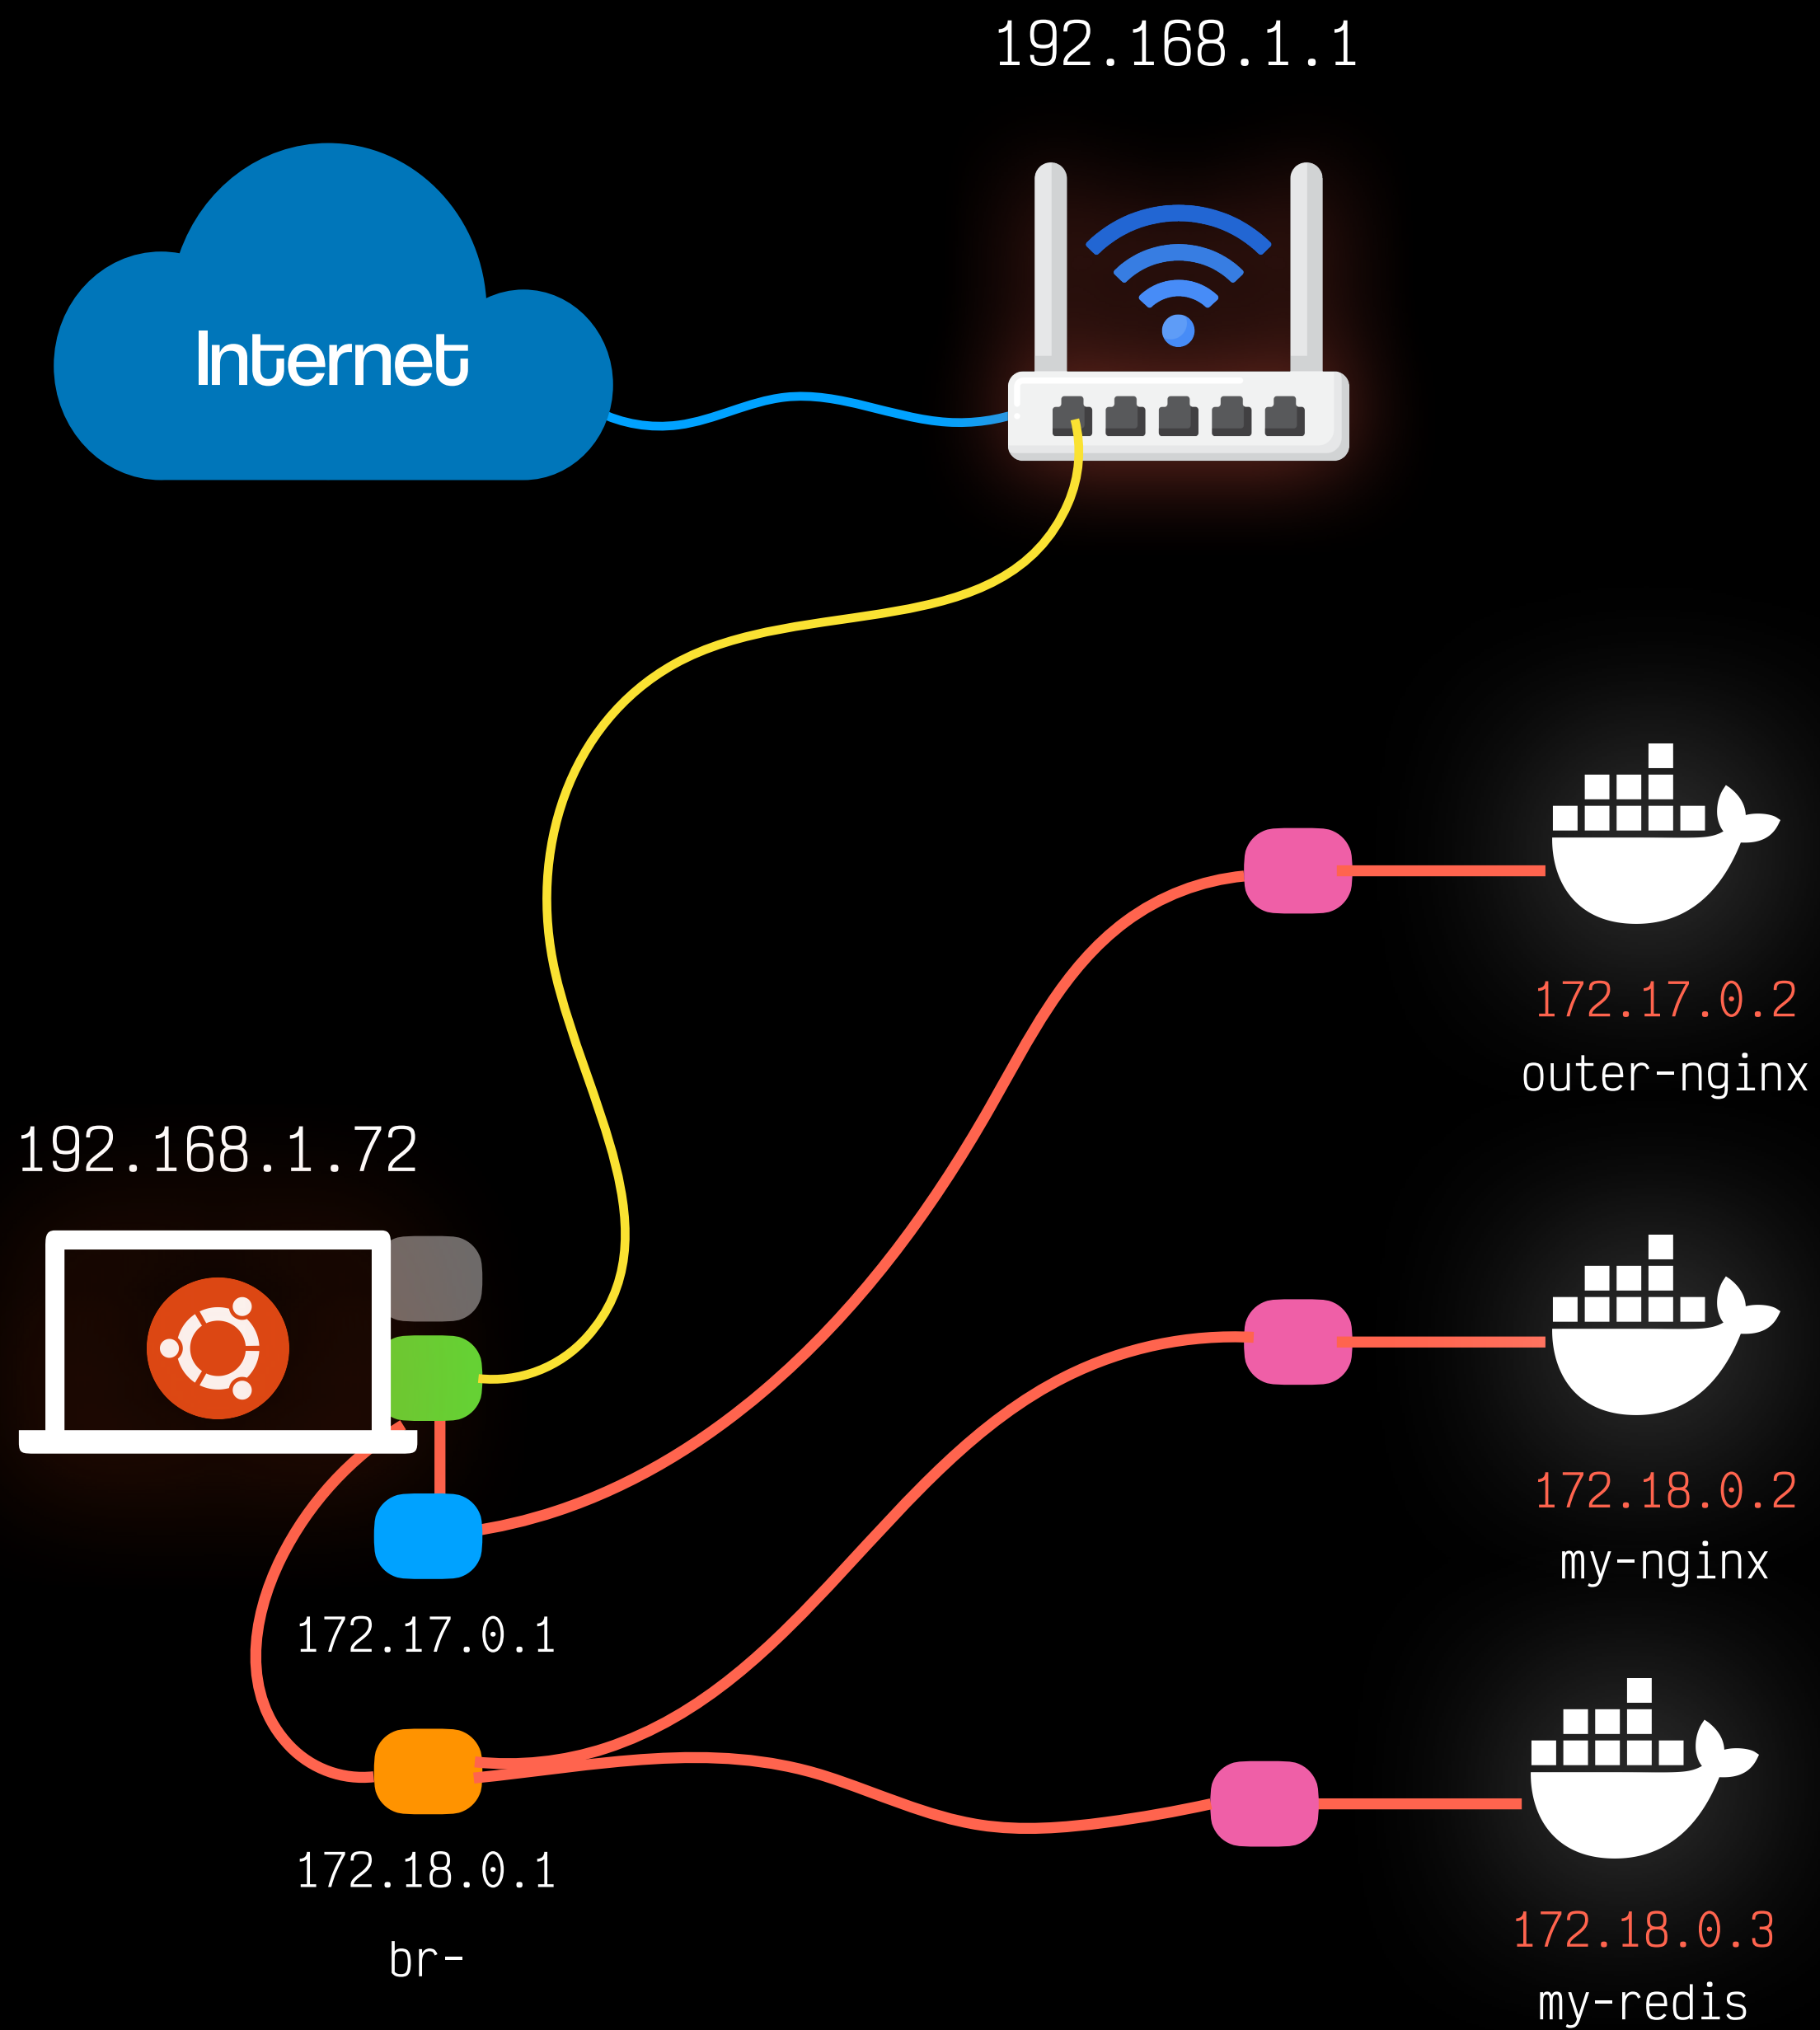 192.168.1.1
Internet
172.17.0.2
outer-nginx
192.168.1.72
172.18.0.2
my-nginx
172.17.0.1
172.18.0.1
br-
172.18.0.3
my-redis